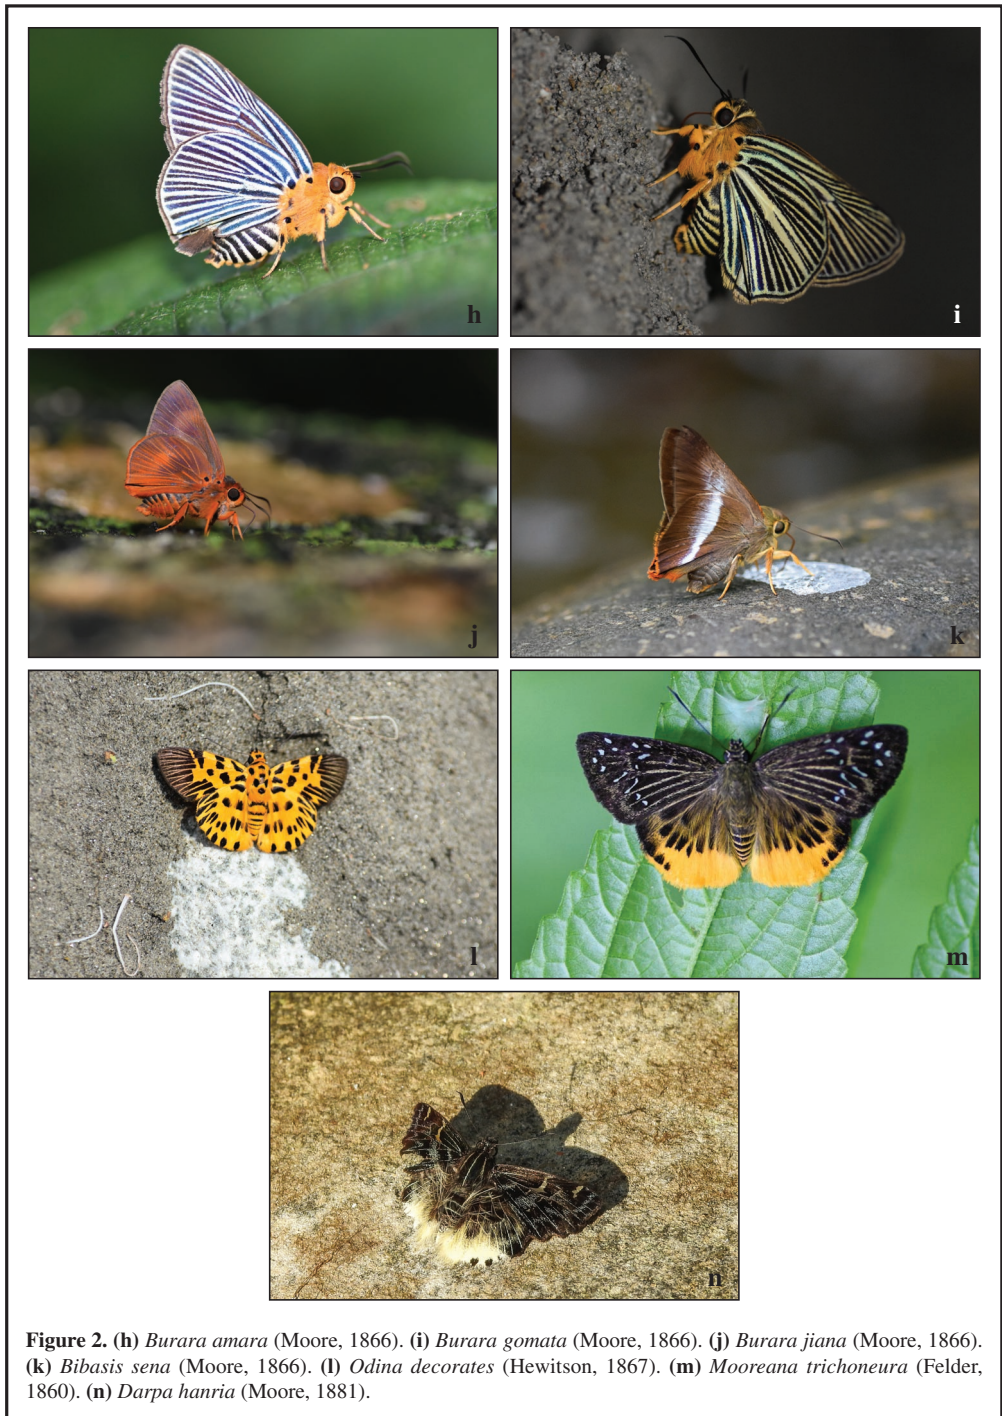 h
i
j
k
l
m
n
Figure 2. (h) Burara amara (Moore, 1866). (i) Burara gomata (Moore, 1866). (j) Burara jiana (Moore, 1866).
(k) Bibasis sena (Moore, 1866). (l) Odina decorates (Hewitson, 1867). (m) Mooreana trichoneura (Felder,
1860). (n) Darpa hanria (Moore, 1881).